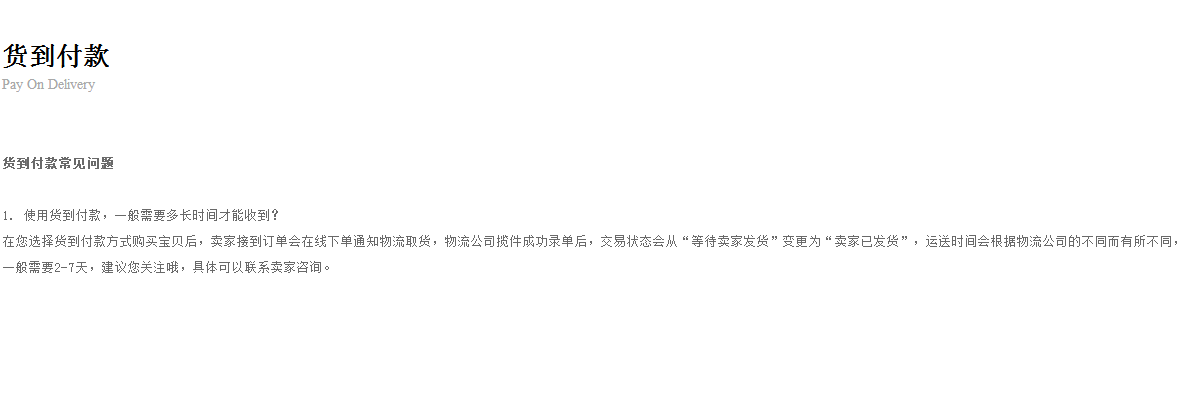 货到付款
Pay On Delivery
货到付款常见问题
1. 使用货到付款，一般需要多长时间才能收到？
在您选择货到付款方式购买宝贝后，卖家接到订单会在线下单通知物流取货，物流公司揽件成功录单后，交易状态会从“等待卖家发货”变更为“卖家已发货”，运送时间会根据物流公司的不同而有所不同，
一般需要2-7天，建议您关注哦，具体可以联系卖家咨询。